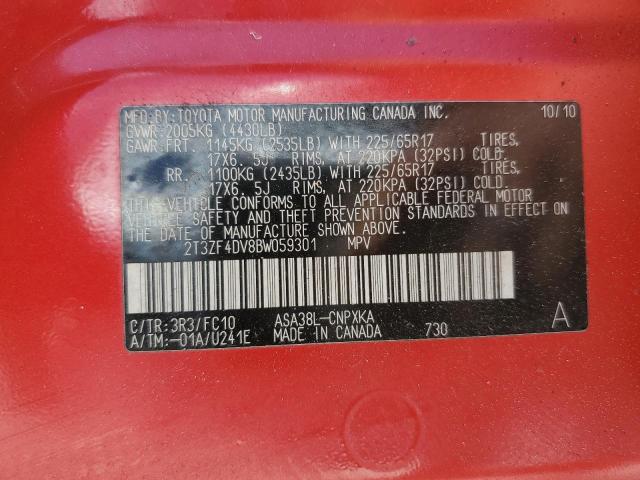 MFD.BY:TOYOTA MOTOR MANUFACTURING CANADA INC. 10/10
GVWR:2005KG (4430LB)
GAWR:FRT. 1145KG (2535LB) WITH 225/65R17 TIRES,
17X6.5J RIMS, AT 220KPA (32PSI) COLD.
RR. 1100KG (2435LB) WITH 225/65R17 TIRES,
17X6.5J RIMS, AT 220KPA (32PSI) COLD.
THIS VEHICLE CONFORMS TO ALL APPLICABLE FEDERAL MOTOR
VEHICLE SAFETY AND THEFT PREVENTION STANDARDS IN EFFECT ON
THE DATE OF MANUFACTURE SHOWN ABOVE.
2T3ZF4DV8BW059301 MPV
C/TR:3R3/FC10 ASA38L-CNPXKA
A/TM:-01A/U241E MADE IN CANADA 730 A